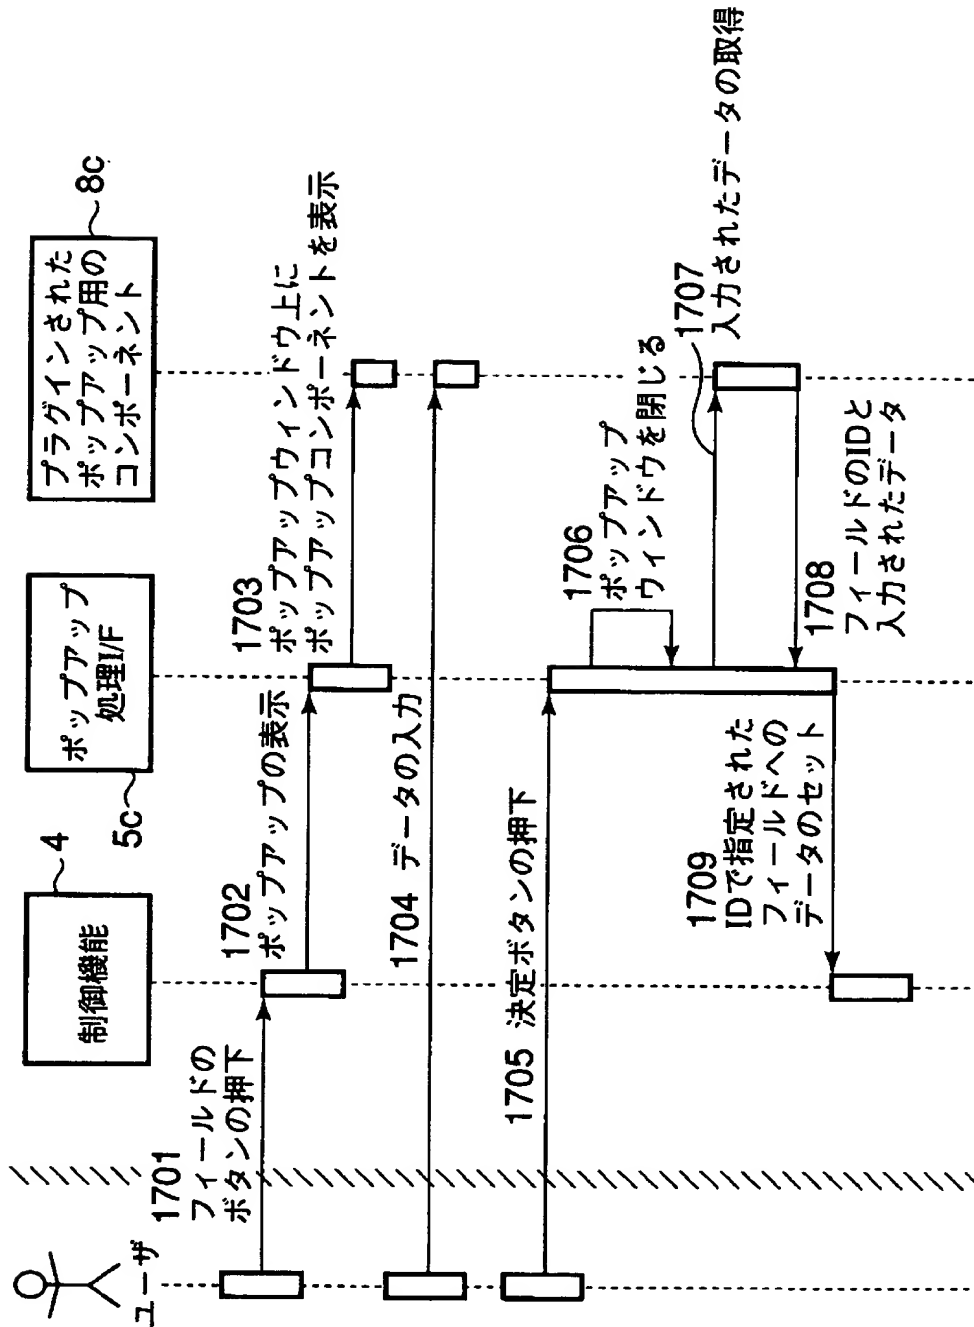 ユーザ
制御機能
4
ポップアップ
処理I/F
5c
プラグインされた
ポップアップ用の
コンポーネント
8c
1701
フィールドの
ボタンの押下
1702
ポップアップの表示
1703
ポップアップウィンドウ上に
ポップアップコンポーネントを表示
1704 データの入力
1705 決定ボタンの押下
1706
ポップアップ
ウィンドウを閉じる
1707
入力されたデータの取得
1708
フィールドのIDと
入力されたデータ
1709
IDで指定された
フィールドへの
データのセット